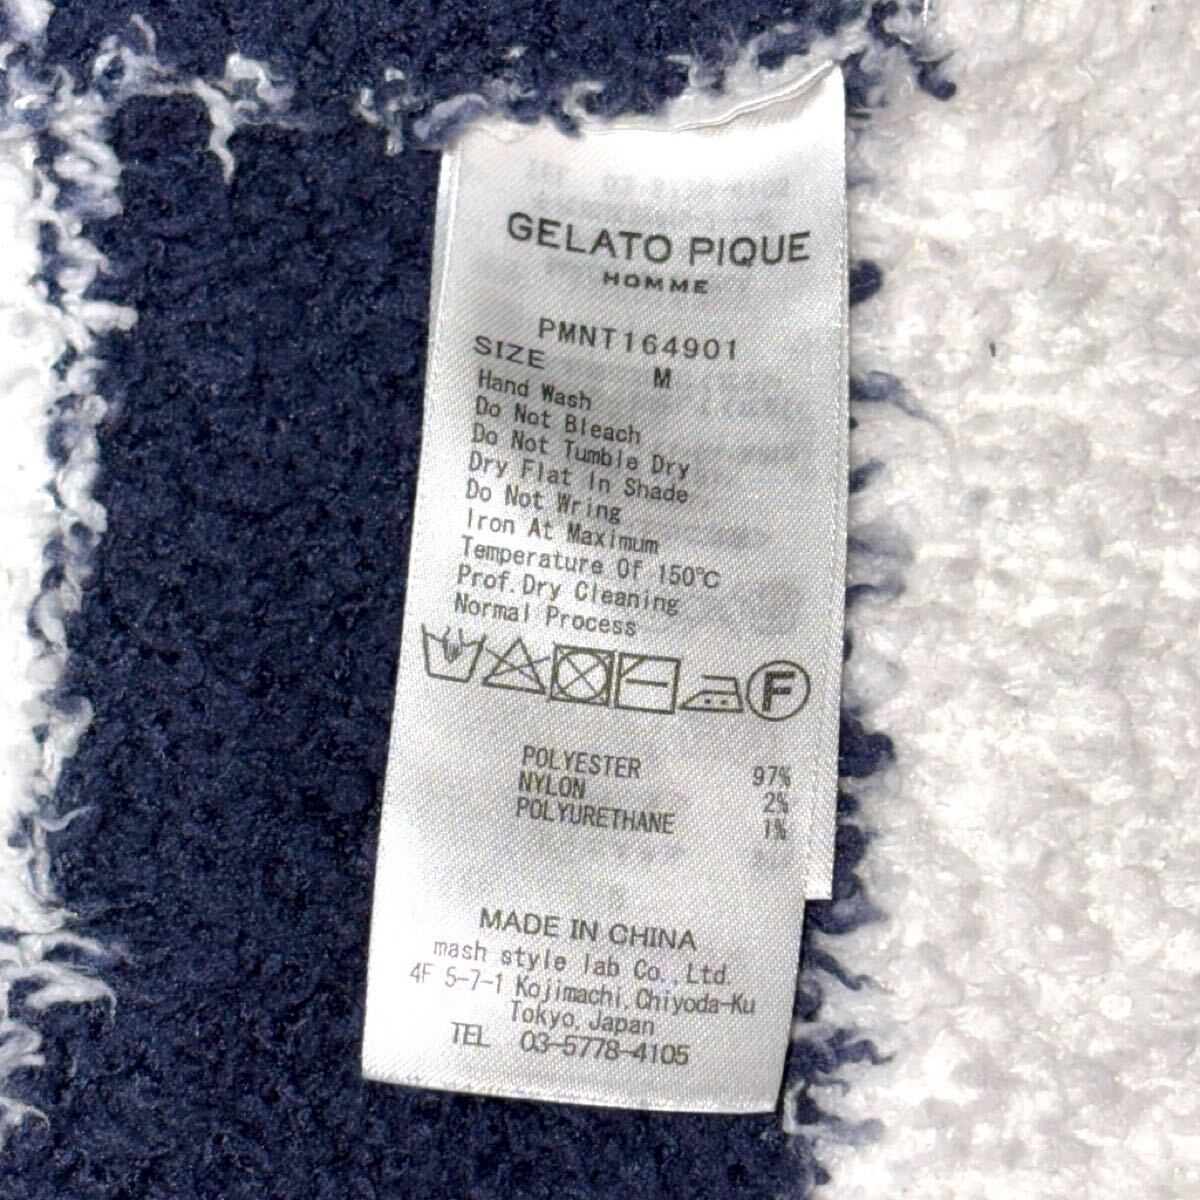 GELATO PIQUE
HOMME
PMNT164901
SIZE M
Hand Wash
Do Not Bleach
Do Not Tumble Dry
Dry Flat In Shade
Do Not Wring
Iron At Maximum
Temperature Of 150℃
Prof.Dry Cleaning
Normal Process
F
POLYESTER 97%
NYLON 2%
POLYURETHANE 1%
MADE IN CHINA
mash style lab Co.,Ltd.
4F 5-7-1 Kojimachi, Chiyoda-Ku
Tokyo, Japan
TEL 03-5778-4105